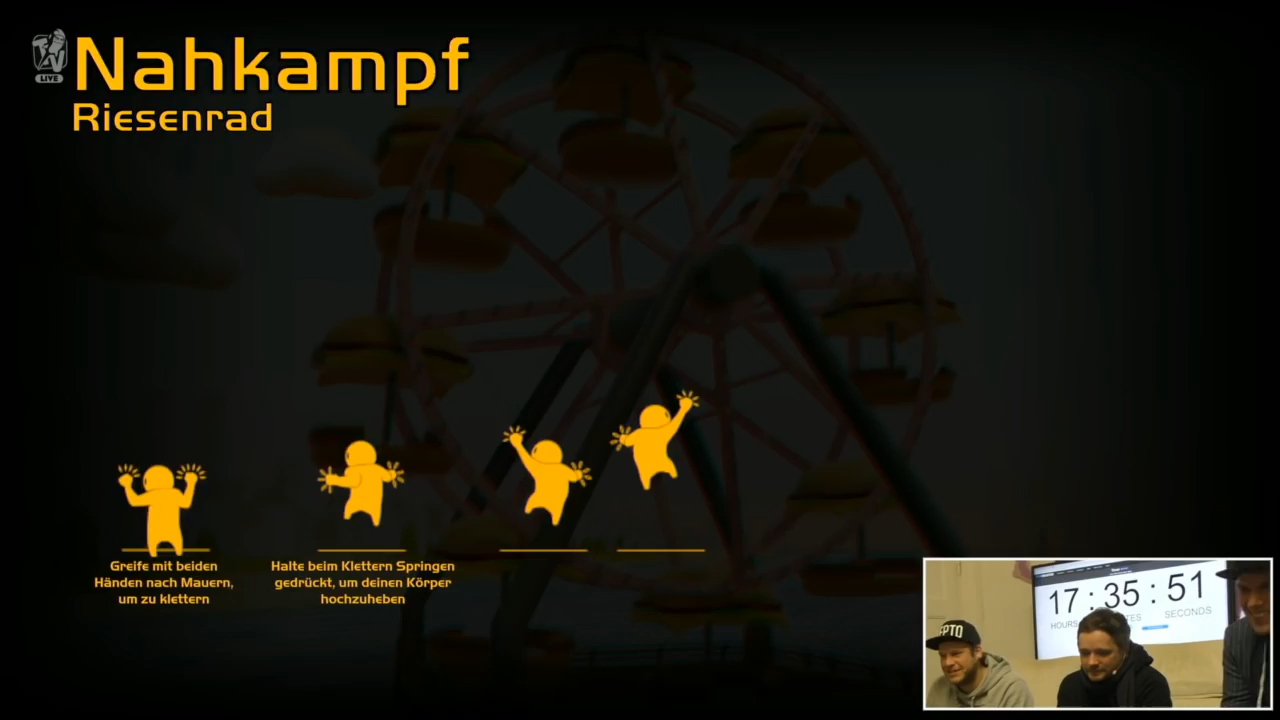 LIVE
Nahkampf
Riesenrad
Greife mit beiden
Händen nach Mauern,
um zu klettern
Halte beim Klettern Springen
gedrückt, um deinen Körper
hochzuheben
17 : 35 : 51
SECONDS